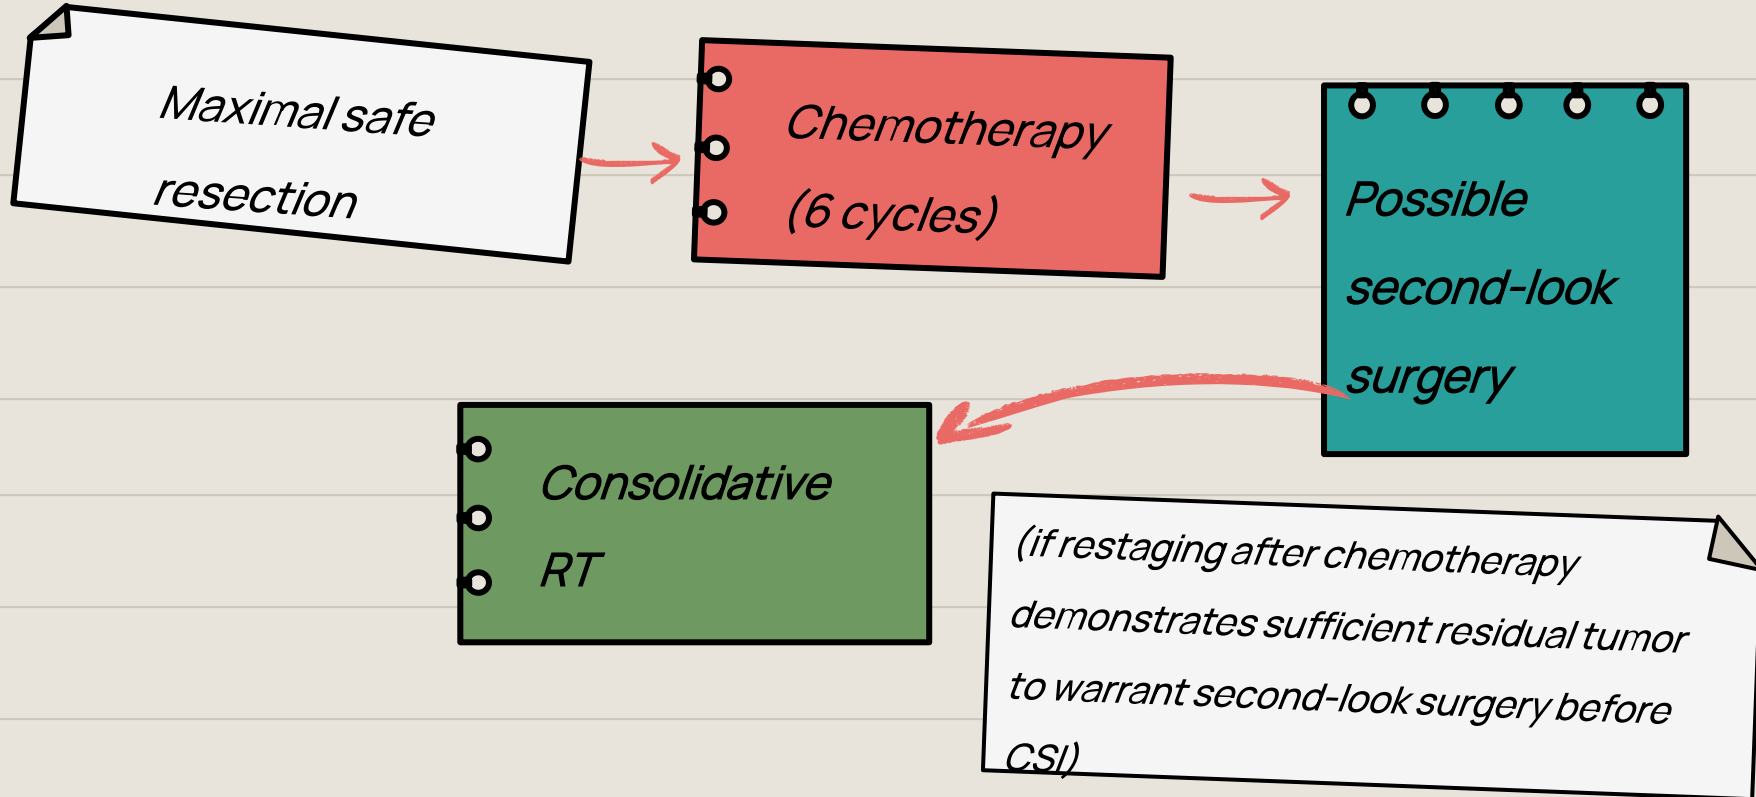 Maximal safe
resection
Chemotherapy
(6 cycles)
Possible
second-look
surgery
Consolidative
RT
(if restaging after chemotherapy
demonstrates sufficient residual tumor
to warrant second-look surgery before
CSI)